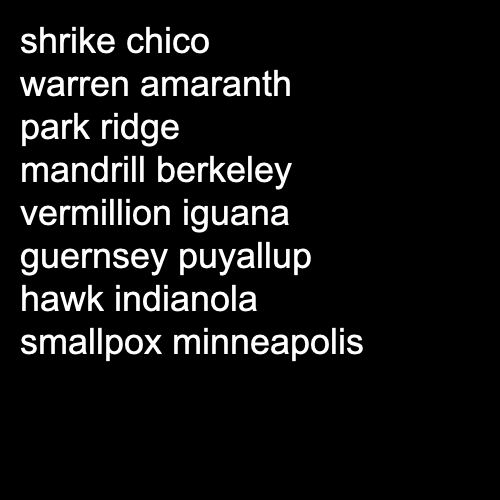 shrike chico
warren amaranth
park ridge
mandrill berkeley
vermillion iguana
guernsey puyallup
hawk indianola
smallpox minneapolis